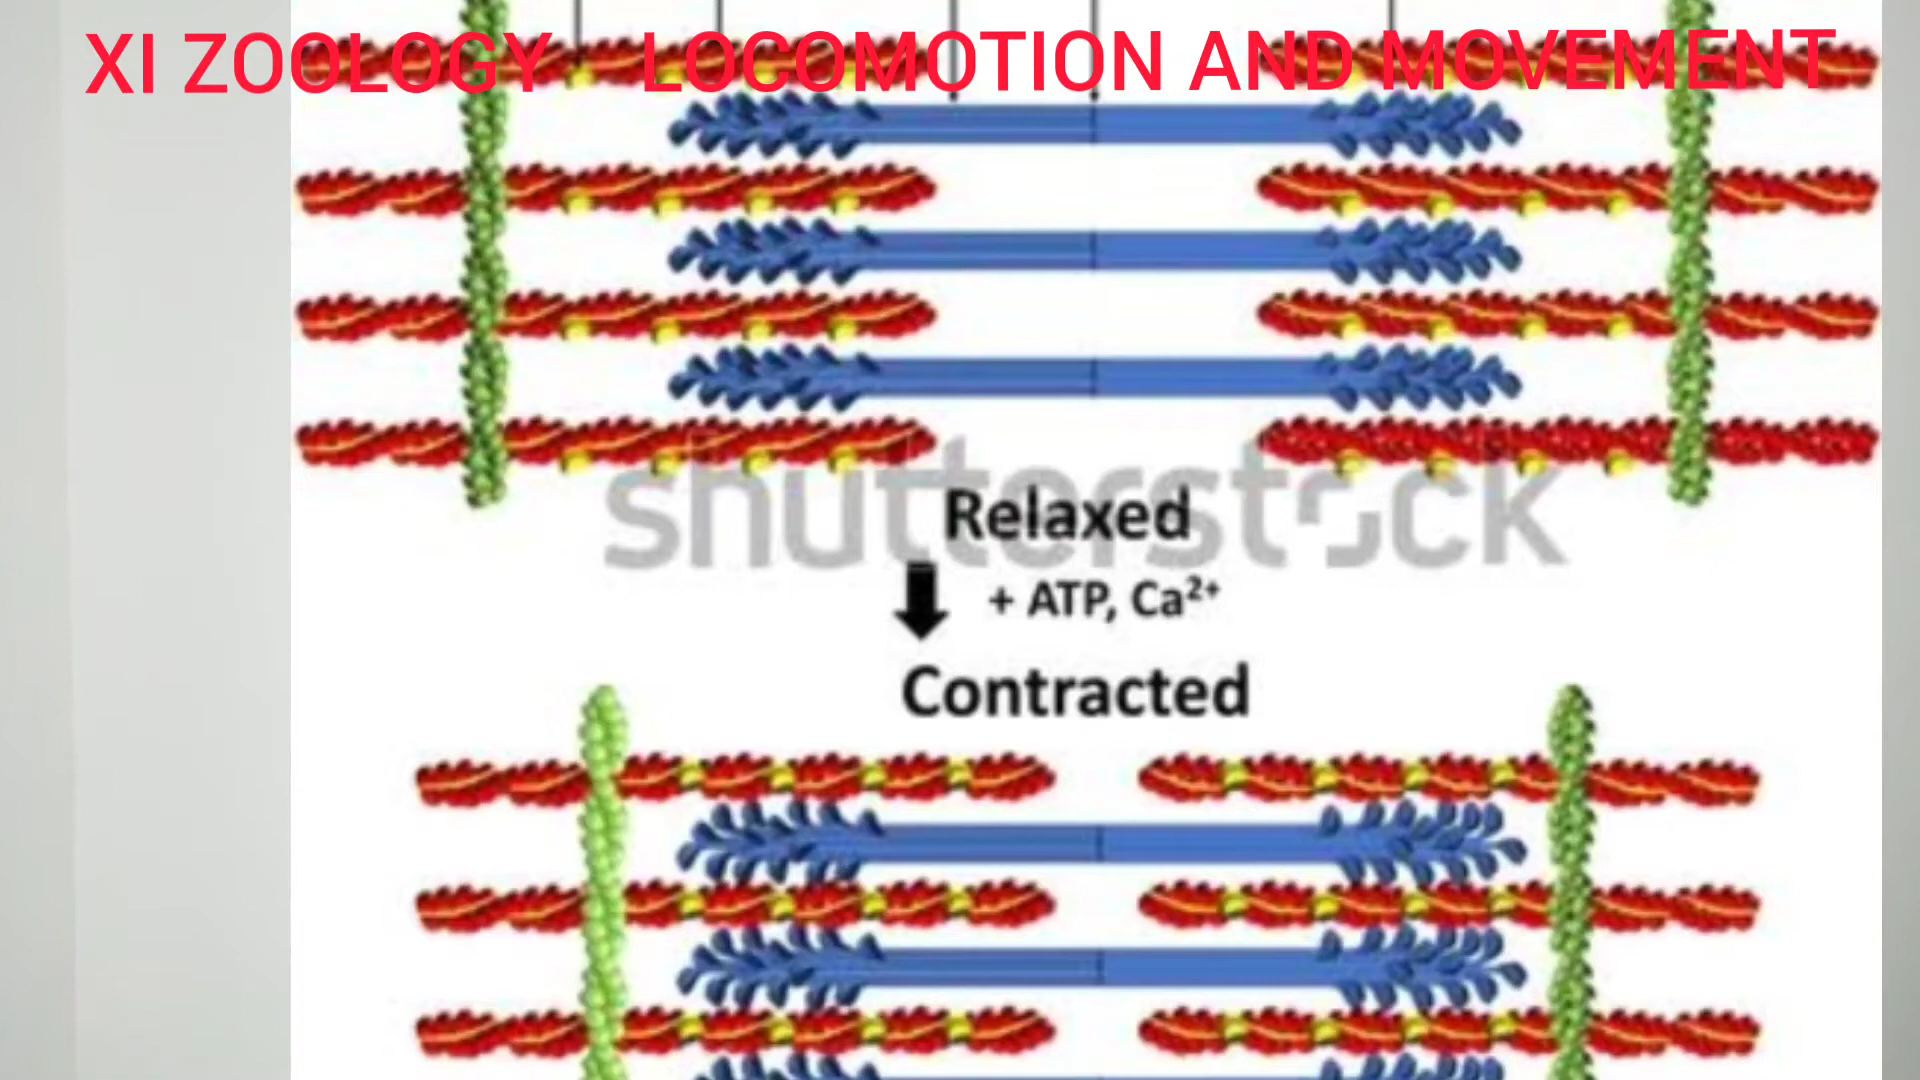 XI ZOOLOGY LOCOMOTION AND MOVEMENT
shutterstock
Relaxed
+ ATP, Ca²⁺
Contracted